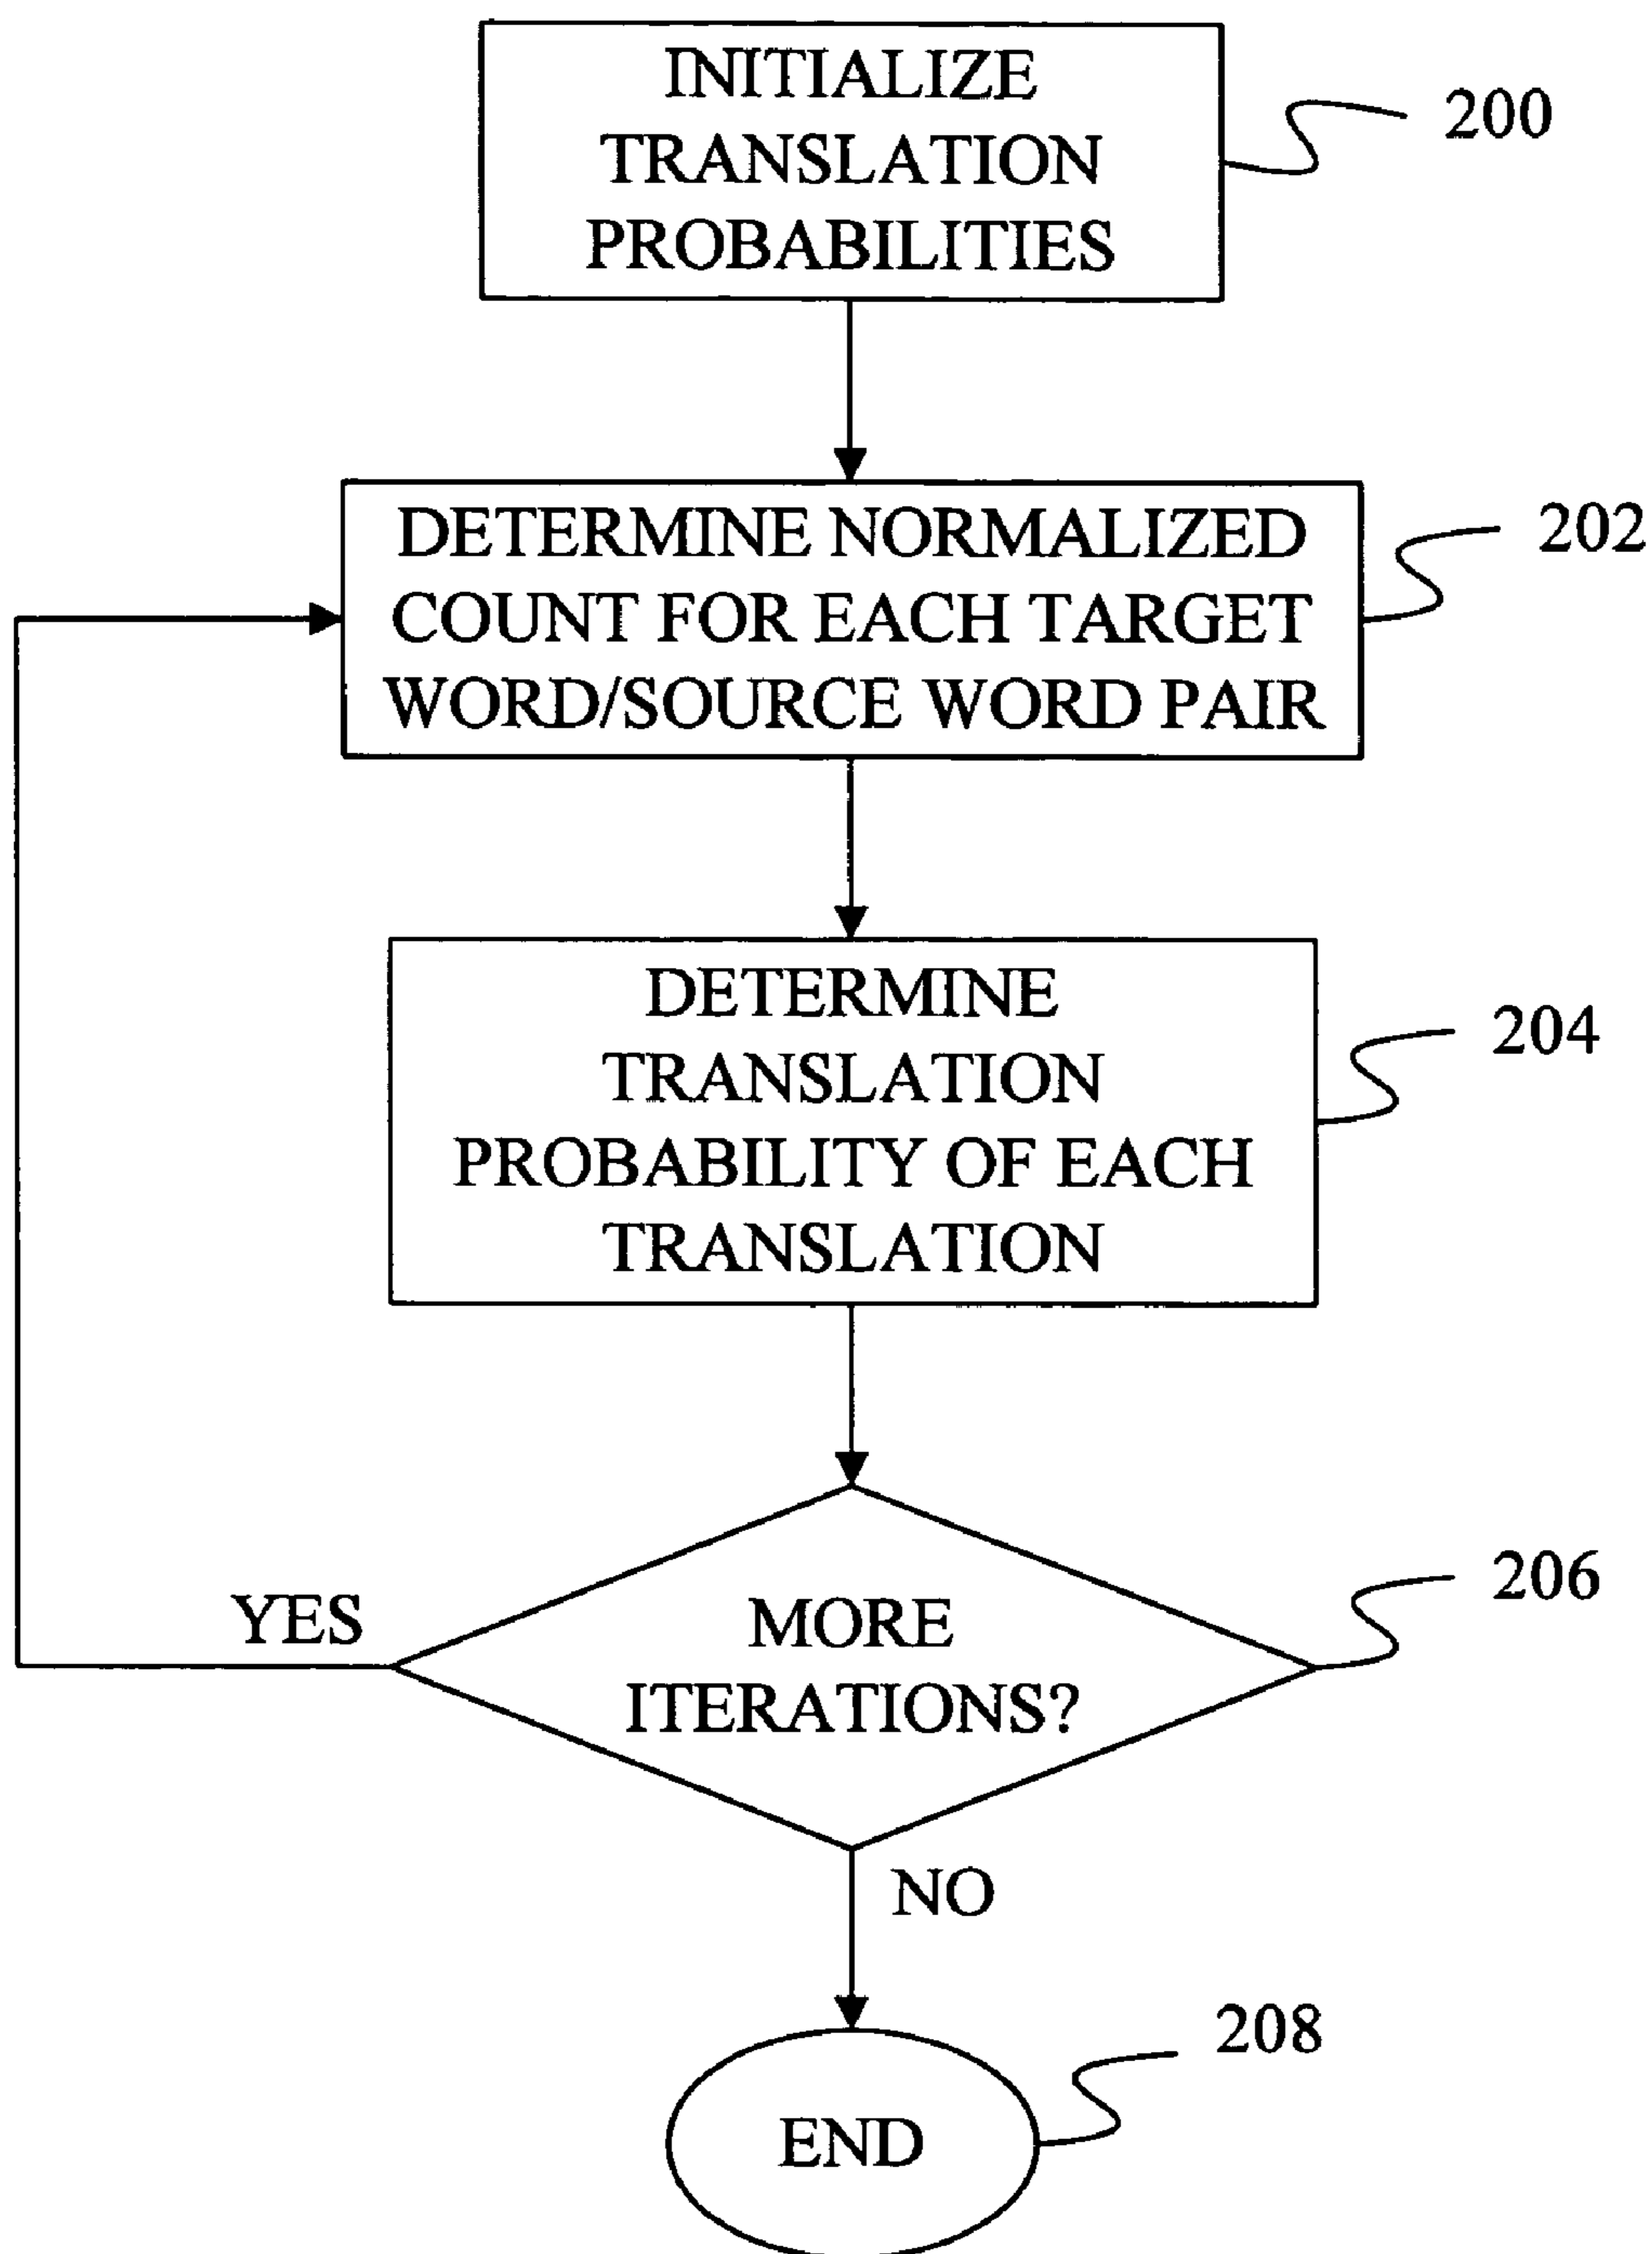 INITIALIZE
TRANSLATION
PROBABILITIES
200
DETERMINE NORMALIZED
COUNT FOR EACH TARGET
WORD/SOURCE WORD PAIR
202
DETERMINE
TRANSLATION
PROBABILITY OF EACH
TRANSLATION
204
YES
MORE
ITERATIONS?
206
NO
208
END